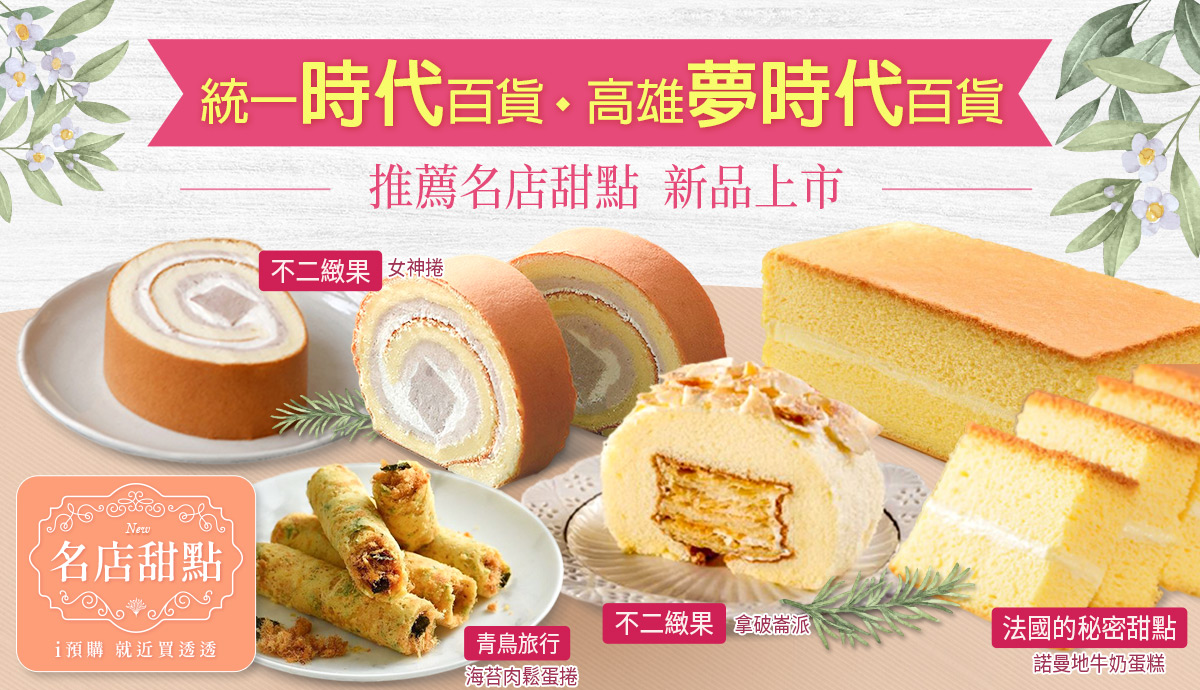 統一時代百貨・高雄夢時代百貨
推薦名店甜點 新品上市
不二緻果 女神捲
New
名店甜點
i預購 就近買透透
青鳥旅行
海苔肉鬆蛋捲
不二緻果 拿破崙派
法國的秘密甜點
諾曼地牛奶蛋糕